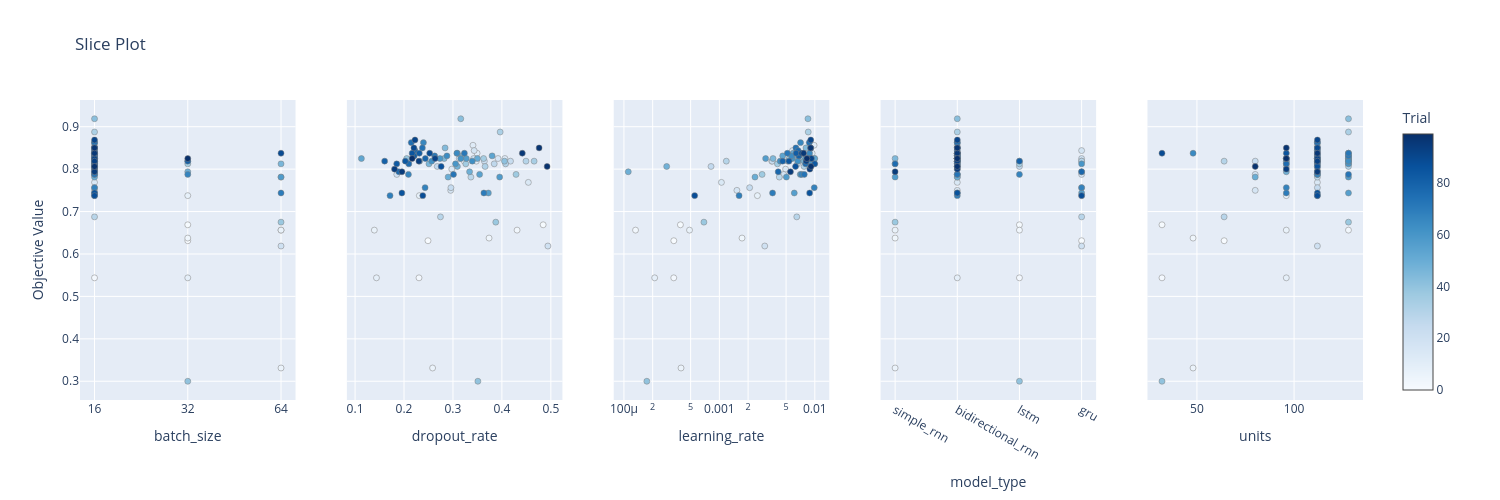 Slice Plot
Trial
Objective Value
0.9
0.8
0.7
0.6
0.5
0.4
0.3
16 32 64
batch_size
0.1 0.2 0.3 0.4 0.5
dropout_rate
100μ 2 5 0.001 2 5 0.01
learning_rate
simple_rnn bidirectional_rnn lstm gru
model_type
50 100
units
80
60
40
20
0